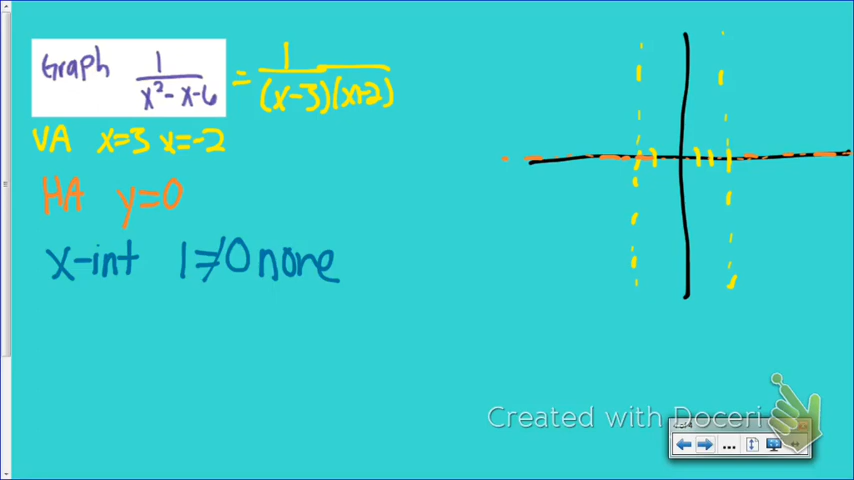 Graph 1/(x²-x-6) = 1/((x-3)(x+2))
VA x=3 x=-2
HA y=0
x-int 1≠0 none
Created with Doceri